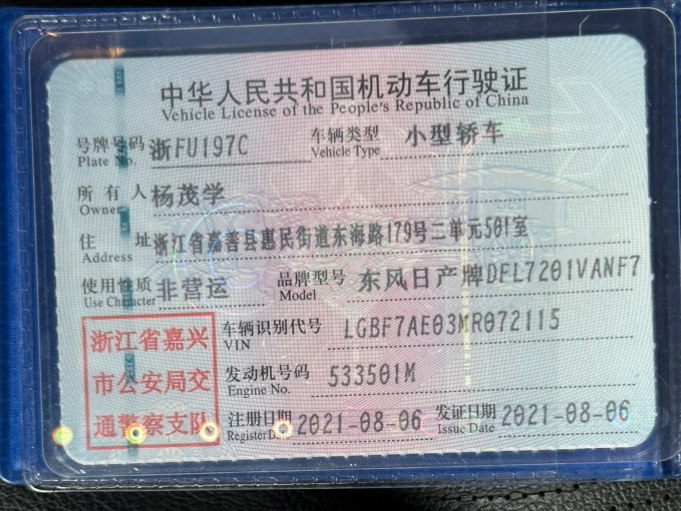 中华人民共和国机动车行驶证
Vehicle License of the People's Republic of China
号牌号码 浙FU197C 车辆类型 小型轿车
Plate No. Vehicle Type
所有人 杨茂学
Owner
住址 浙江省嘉善县惠民街道东海路179号二单元501室
Address
使用性质 非营运 品牌型号 东风日产牌DFL7201VANF7
Use Character Model
浙江省嘉兴
市公安局交
通警察支队
车辆识别代号 LGBF7AE03MR072115
VIN
发动机号码 533501M
Engine No.
注册日期 2021-08-06 发证日期 2021-08-06
Register Date Issue Date